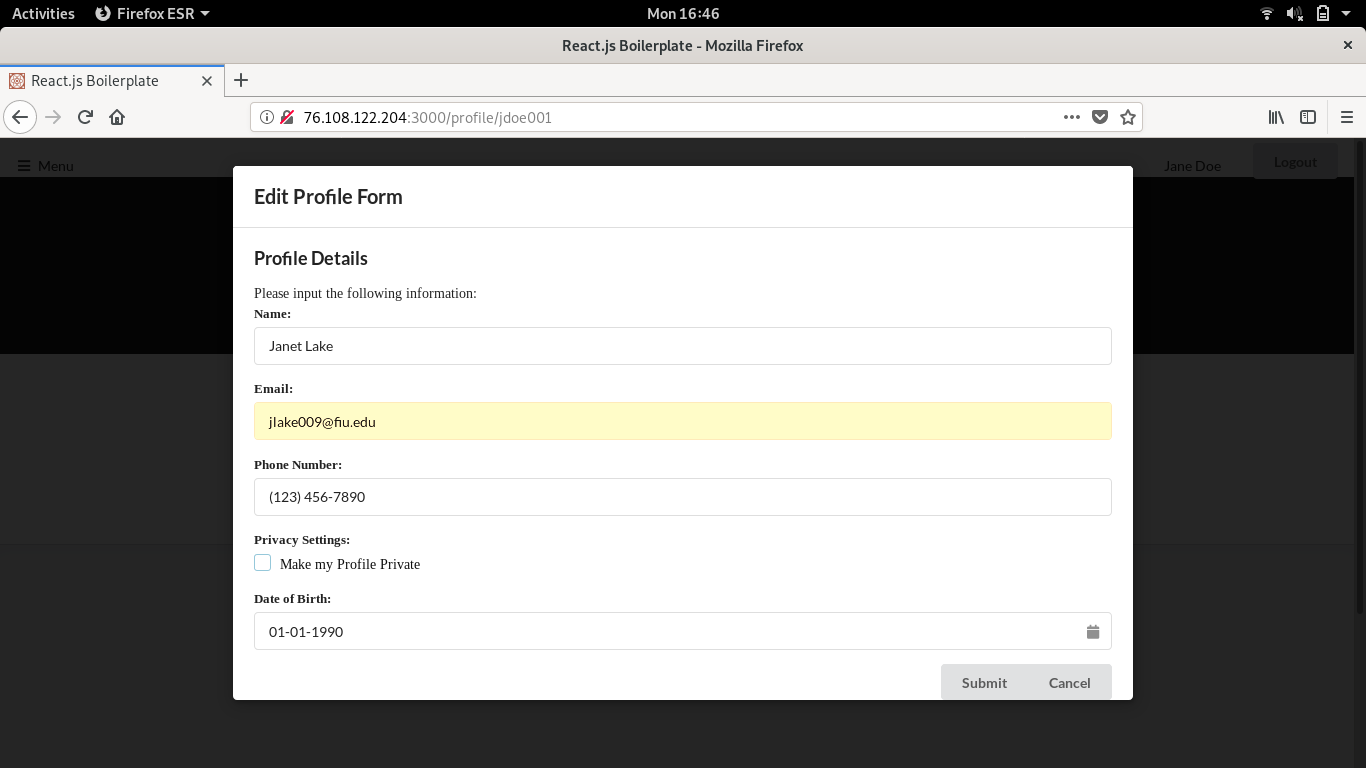 Activities Firefox ESR Mon 16:46
React.js Boilerplate - Mozilla Firefox
React.js Boilerplate
76.108.122.204:3000/profile/jdoe001
Menu Jane Doe Logout
Edit Profile Form
Profile Details
Please input the following information:
Name:
Janet Lake
Email:
jlake009@fiu.edu
Phone Number:
(123) 456-7890
Privacy Settings:
Make my Profile Private
Date of Birth:
01-01-1990
Submit Cancel